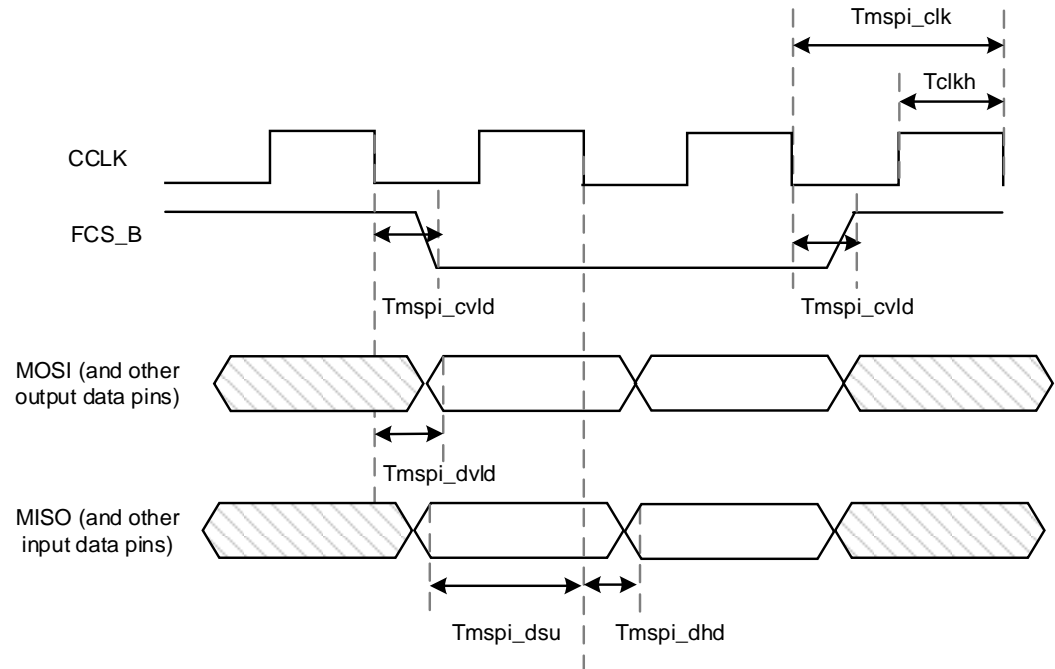 Tmspi_clk
Tclkh
CCLK
FCS_B
Tmspi_cvld
Tmspi_cvld
MOSI (and other
output data pins)
Tmspi_dvld
MISO (and other
input data pins)
Tmspi_dsu
Tmspi_dhd